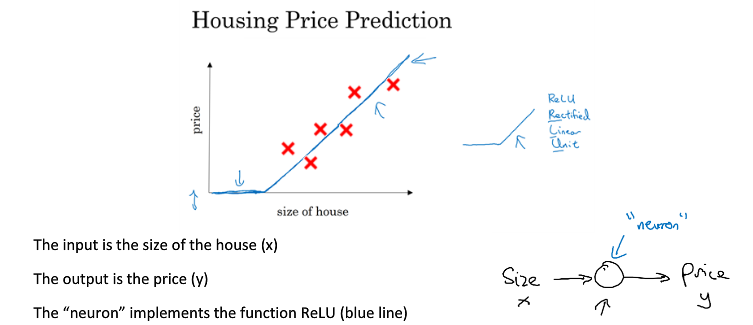 Housing Price Prediction
price
size of house
ReLU
Rectified
Linear
Unit
The input is the size of the house (x)
The output is the price (y)
The “neuron” implements the function ReLU (blue line)
"neuron"
Size
x
Price
y